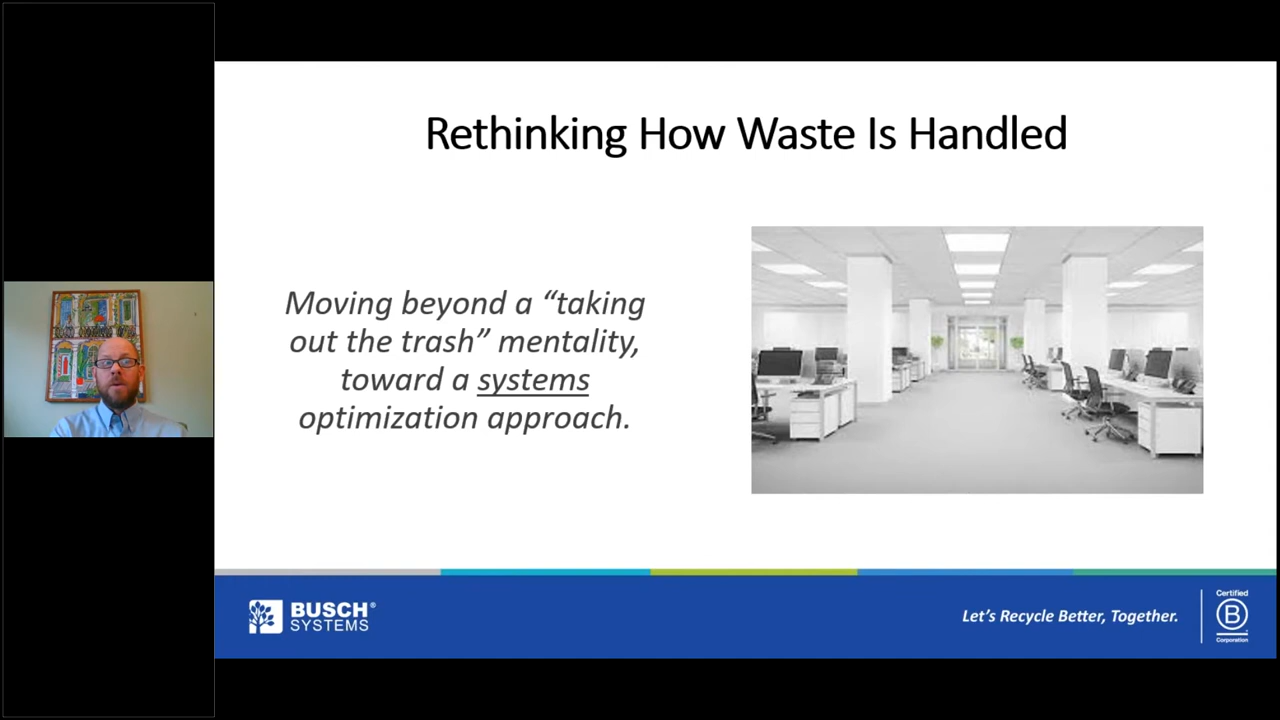 Rethinking How Waste Is Handled
Moving beyond a “taking
out the trash” mentality,
toward a systems
optimization approach.
BUSCH®
SYSTEMS
Let’s Recycle Better, Together.
Certified
B
Corporation